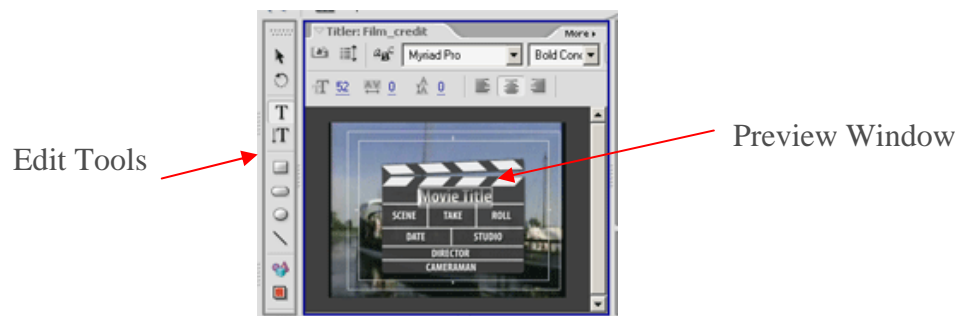 Titler: Film_credit More
Myriad Pro Bold Conc
T 52 0 0
T
T
Edit Tools
Preview Window
Movie Title
SCENE TAKE ROLL
DATE STUDIO
DIRECTOR
CAMERAMAN